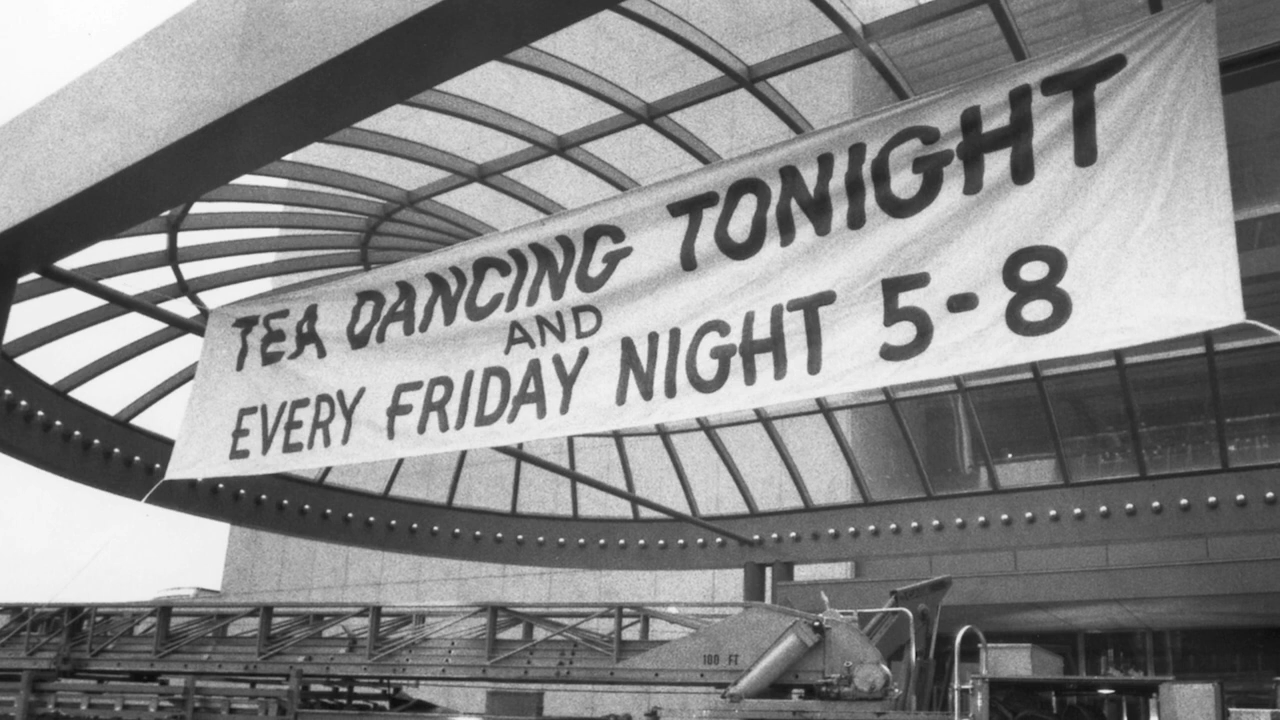 TEA DANCING TONIGHT
AND
EVERY FRIDAY NIGHT 5-8
100 FT